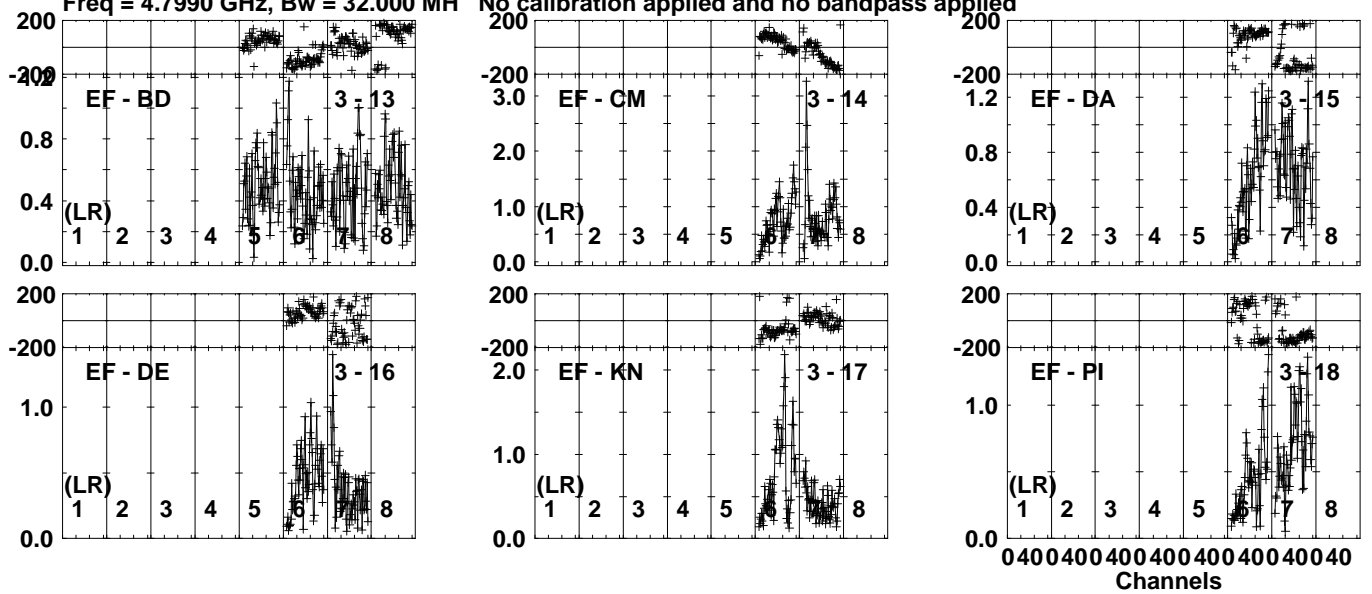 Freq = 4.7990 GHz, Bw = 32.000 MH No calibration applied and no bandpass applied
200
-200
1.2
0.8
0.4
0.0
EF - BD 3 - 13
(LR)
1 2 3 4 5 6 7 8
200
-200
3.0
2.0
1.0
0.0
EF - CM 3 - 14
(LR)
1 2 3 4 5 6 7 8
200
-200
1.2
0.8
0.4
0.0
EF - DA 3 - 15
(LR)
1 2 3 4 5 6 7 8
200
-200
1.0
0.0
EF - DE 3 - 16
(LR)
1 2 3 4 5 6 7 8
200
-200
2.0
1.0
0.0
EF - KN 3 - 17
(LR)
1 2 3 4 5 6 7 8
200
-200
1.0
0.0
EF - PI 3 - 18
(LR)
1 2 3 4 5 6 7 8
0 40 0 40 0 40 0 40 0 40 0 40 0 40 0 40
Channels